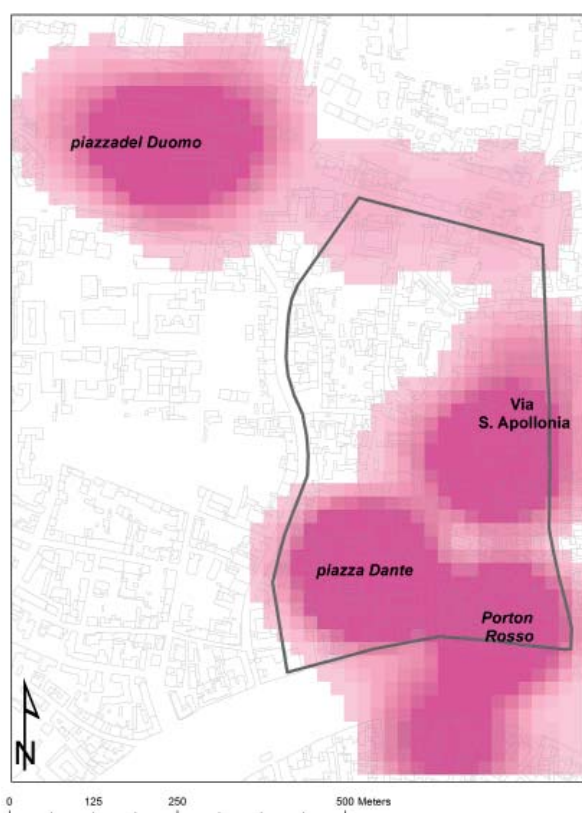 piazzadel Duomo
Via
S. Apollonia
piazza Dante
Porton
Rosso
N
0 125 250 500 Meters